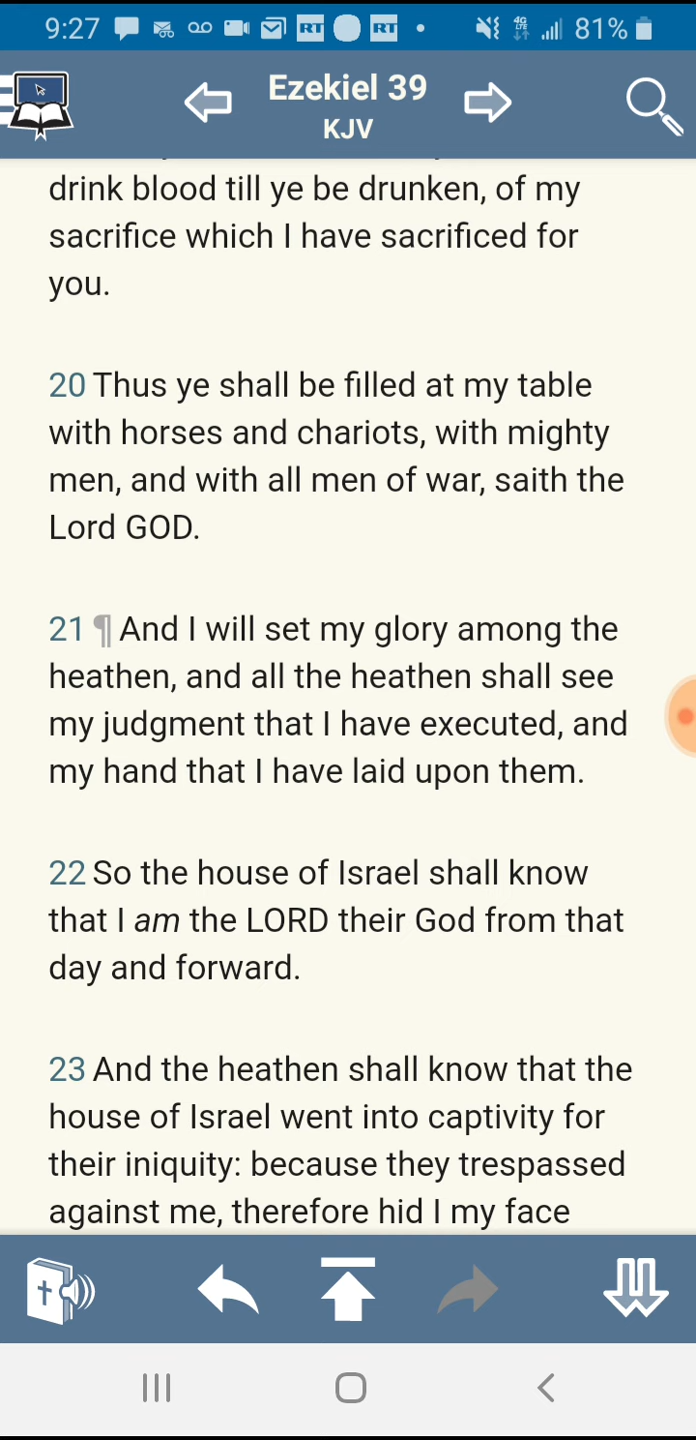 9:27 RT RT 4G LTE 81%
Ezekiel 39
KJV
drink blood till ye be drunken, of my
sacrifice which I have sacrificed for
you.
20 Thus ye shall be filled at my table
with horses and chariots, with mighty
men, and with all men of war, saith the
Lord GOD.
21 ¶ And I will set my glory among the
heathen, and all the heathen shall see
my judgment that I have executed, and
my hand that I have laid upon them.
22 So the house of Israel shall know
that I am the LORD their God from that
day and forward.
23 And the heathen shall know that the
house of Israel went into captivity for
their iniquity: because they trespassed
against me, therefore hid I my face